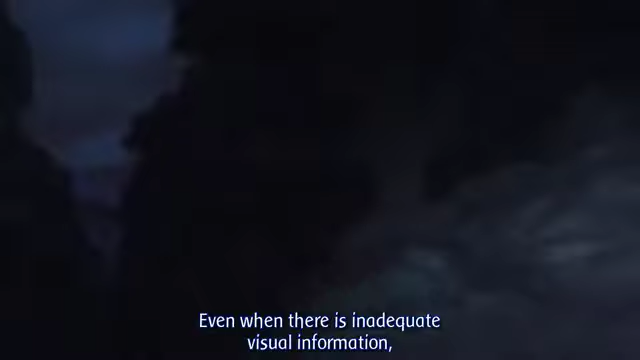 Even when there is inadequate
visual information,